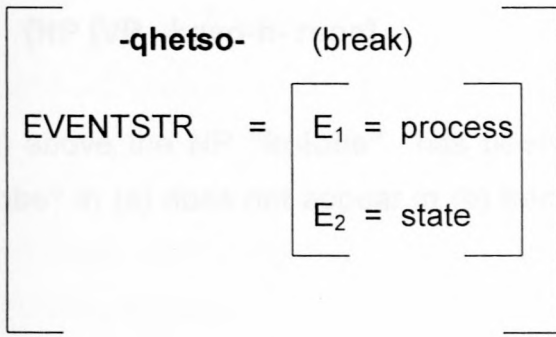 -qhetso- (break)
EVENTSTR = E₁ = process
E₂ = state